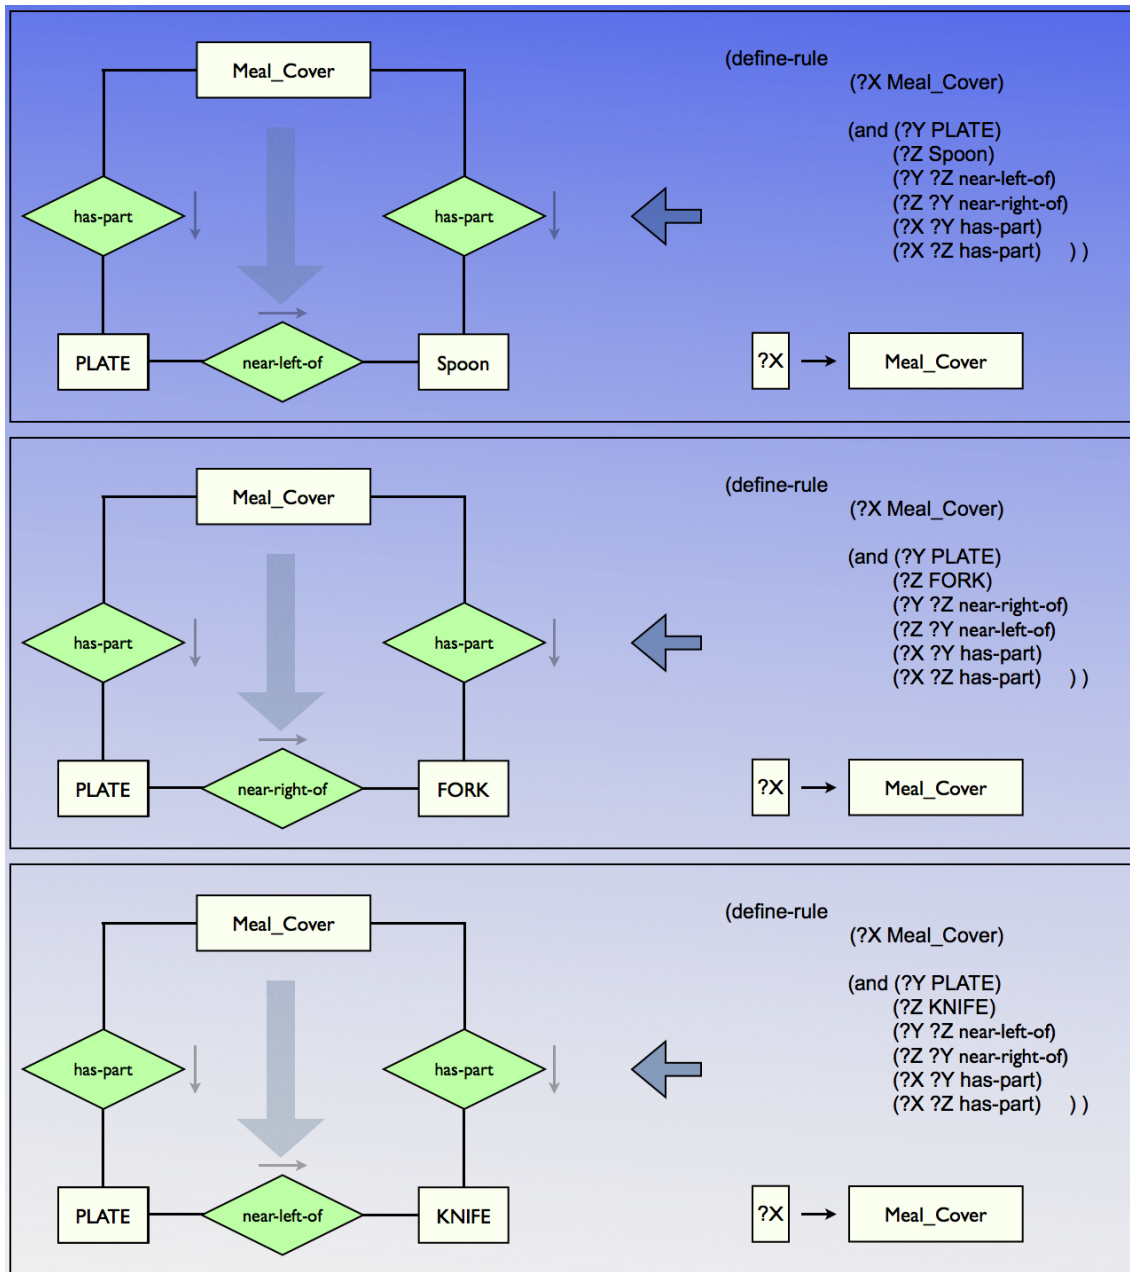 Meal_Cover
has-part
has-part
PLATE
near-left-of
Spoon
(define-rule
(?X Meal_Cover)
(and (?Y PLATE)
(?Z Spoon)
(?Y ?Z near-left-of)
(?Z ?Y near-right-of)
(?X ?Y has-part)
(?X ?Z has-part) ) )
?X
Meal_Cover
Meal_Cover
has-part
has-part
PLATE
near-right-of
FORK
(define-rule
(?X Meal_Cover)
(and (?Y PLATE)
(?Z FORK)
(?Y ?Z near-right-of)
(?Z ?Y near-left-of)
(?X ?Y has-part)
(?X ?Z has-part) ) )
?X
Meal_Cover
Meal_Cover
has-part
has-part
PLATE
near-left-of
KNIFE
(define-rule
(?X Meal_Cover)
(and (?Y PLATE)
(?Z KNIFE)
(?Y ?Z near-left-of)
(?Z ?Y near-right-of)
(?X ?Y has-part)
(?X ?Z has-part) ) )
?X
Meal_Cover